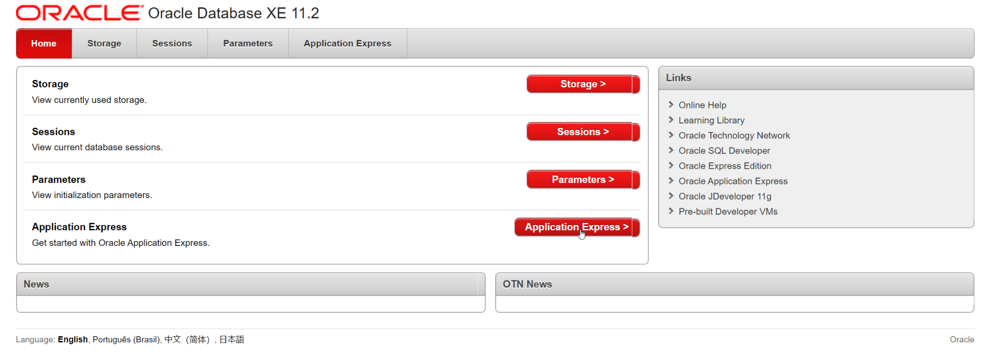 ORACLE Oracle Database XE 11.2
Home Storage Sessions Parameters Application Express
Storage
View currently used storage.
Storage >
Sessions
View current database sessions.
Sessions >
Parameters
View initialization parameters.
Parameters >
Application Express
Get started with Oracle Application Express.
Application Express >
Links
Online Help
Learning Library
Oracle Technology Network
Oracle SQL Developer
Oracle Express Edition
Oracle Application Express
Oracle JDeveloper 11g
Pre-built Developer VMs
News
OTN News
Language: English, Português (Brasil), 中文（简体）, 日本語
Oracle